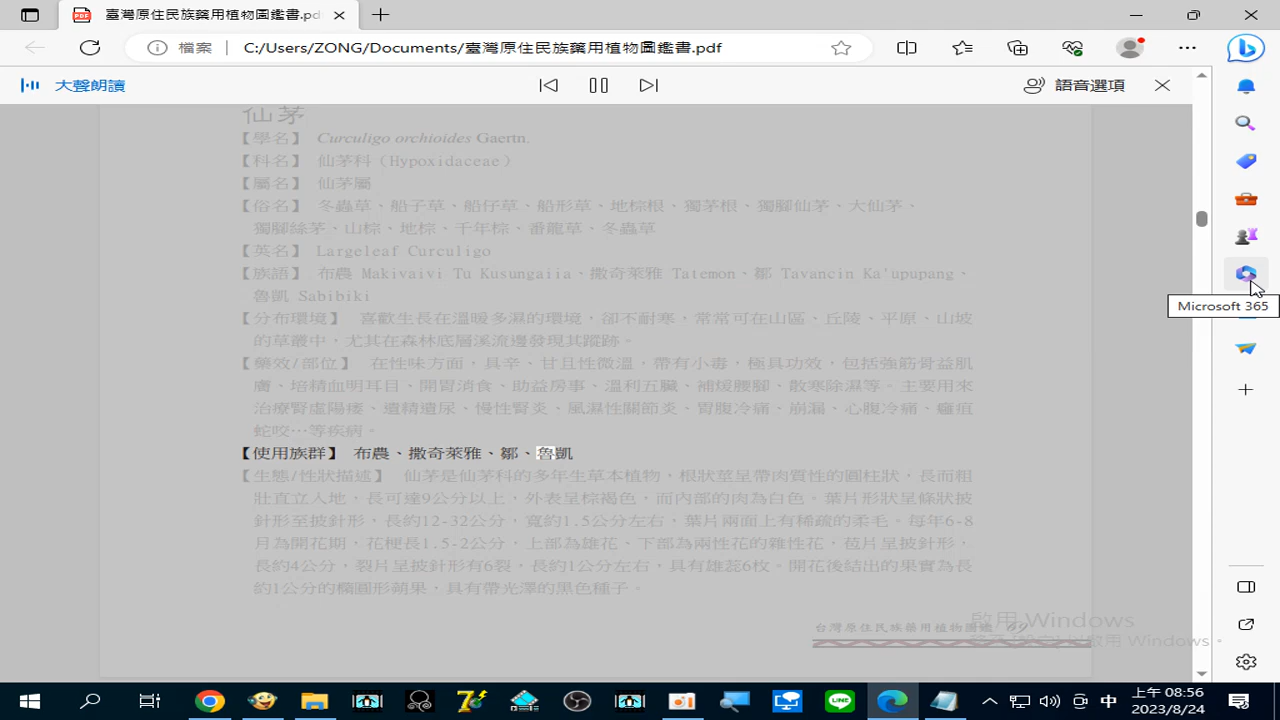 臺灣原住民族藥用植物圖鑑書.pdf
檔案
C:/Users/ZONG/Documents/臺灣原住民族藥用植物圖鑑書.pdf
大聲朗讀
語音選項
仙茅
【學名】 Curculigo orchioides Gaertn.
【科名】 仙茅科（Hypoxidaceae）
【屬名】 仙茅屬
【俗名】 冬蟲草、船子草、船仔草、船形草、地棕根、獨茅根、獨腳仙茅、大仙茅、
獨腳絲茅、山棕、地棕、千年棕、番龍草、冬蟲草
【英名】 Largeleaf Curculigo
【族語】 布農 Makivaivi Tu Kusungaiia、撒奇萊雅 Tatemon、鄒 Tavancin Ka'upupang、
魯凱 Sabibiki
【分布環境】 喜歡生長在溫暖多濕的環境，卻不耐寒，常常可在山區、丘陵、平原、山坡
的草叢中，尤其在森林底層溪流邊發現其蹤跡。
【藥效/部位】 在性味方面，具辛、甘且性微溫，帶有小毒，極具功效，包括強筋骨益肌
膚、培精血明耳目、開胃消食、助益房事、溫利五臟、補煖腰腳、散寒除濕等。主要用來
治療腎虛陽痿、遺精遺尿、慢性腎炎、風濕性關節炎、胃腹冷痛、崩漏、心腹冷痛、癰疽
蛇咬…等疾病。
【使用族群】 布農、撒奇萊雅、鄒、魯凱
【生態/性狀描述】 仙茅是仙茅科的多年生草本植物，根狀莖呈帶肉質性的圓柱狀，長而粗
壯直立入地，長可達9公分以上，外表呈棕褐色，而內部的肉為白色。葉片形狀呈條狀披
針形至披針形，長約12-32公分，寬約1.5公分左右，葉片兩面上有稀疏的柔毛。每年6-8
月為開花期，花梗長1.5-2公分，上部為雄花、下部為兩性花的雜性花，苞片呈披針形，
長約4公分，裂片呈披針形有6裂，長約1公分左右，具有雄蕊6枚。開花後結出的果實為長
約1公分的橢圓形蒴果，具有帶光澤的黑色種子。
台灣原住民族藥用植物圖鑑 69
啟用 Windows
Microsoft 365
中
上午 08:56
2023/8/24